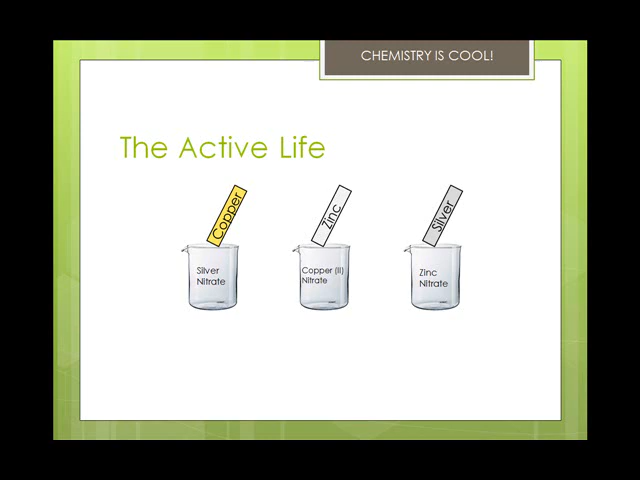 CHEMISTRY IS COOL!
The Active Life
Copper
Zinc
Silver
Silver
Nitrate
Copper (II)
Nitrate
Zinc
Nitrate